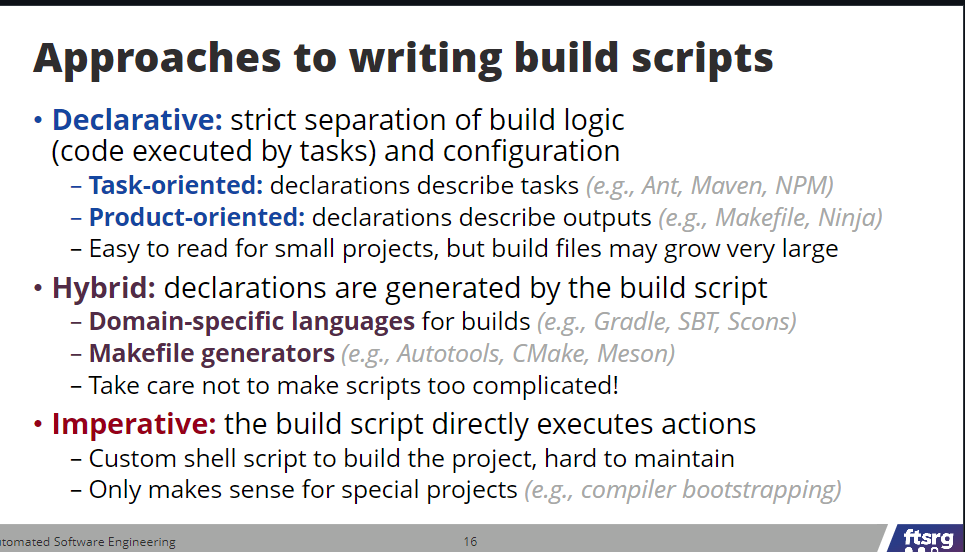 Approaches to writing build scripts
• Declarative: strict separation of build logic
(code executed by tasks) and configuration
– Task-oriented: declarations describe tasks (e.g., Ant, Maven, NPM)
– Product-oriented: declarations describe outputs (e.g., Makefile, Ninja)
– Easy to read for small projects, but build files may grow very large
• Hybrid: declarations are generated by the build script
– Domain-specific languages for builds (e.g., Gradle, SBT, Scons)
– Makefile generators (e.g., Autotools, CMake, Meson)
– Take care not to make scripts too complicated!
• Imperative: the build script directly executes actions
– Custom shell script to build the project, hard to maintain
– Only makes sense for special projects (e.g., compiler bootstrapping)
utomated Software Engineering
16
ftsrg